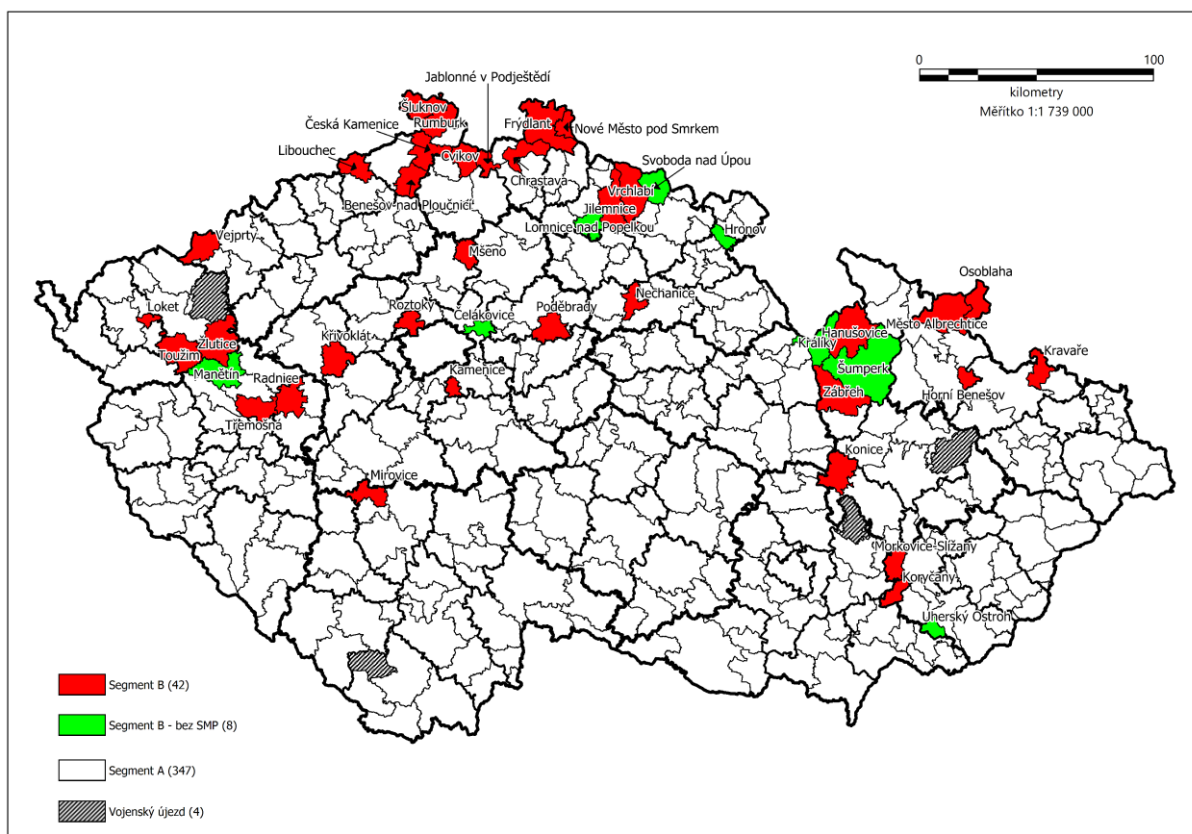 0 100
kilometry
Měřítko 1:1 739 000
Jablonné v Podještědí
Šluknov
Rumburk
Česká Kamenice
Frýdlant
Nové Město pod Smrkem
Libouchec
Cvikov
Svoboda nad Úpou
Chrastava
Benešov nad Ploučnicí
Vrchlabí
Jilemnice
Lomnice nad Popelkou
Hronov
Vejprty
Mšeno
Osoblaha
Loket
Roztoky
Čelákovice
Poděbrady
Nechanice
Město Albrechtice
Hanušovice
Králíky
Křivoklát
Žlutice
Toužim
Kravaře
Manětín
Radnice
Kamenice
Šumperk
Zábřeh
Horní Benešov
Třemošná
Konice
Mirovice
Morkovice-Slížany
Koryčany
Uherský Ostroh
Segment B (42)
Segment B - bez SMP (8)
Segment A (347)
Vojenský újezd (4)